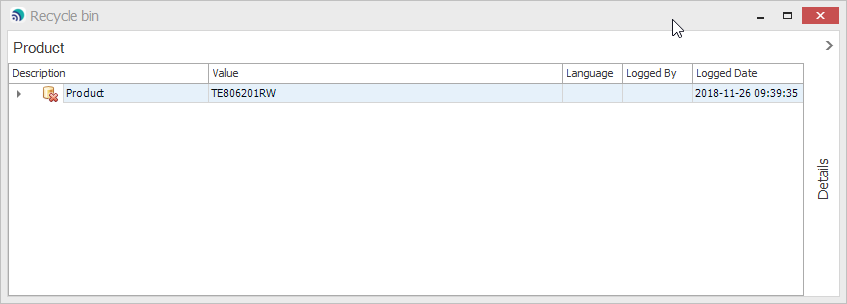 Recycle bin
Product
Description Value Language Logged By Logged Date
Product TE806201RW 2018-11-26 09:39:35
Details